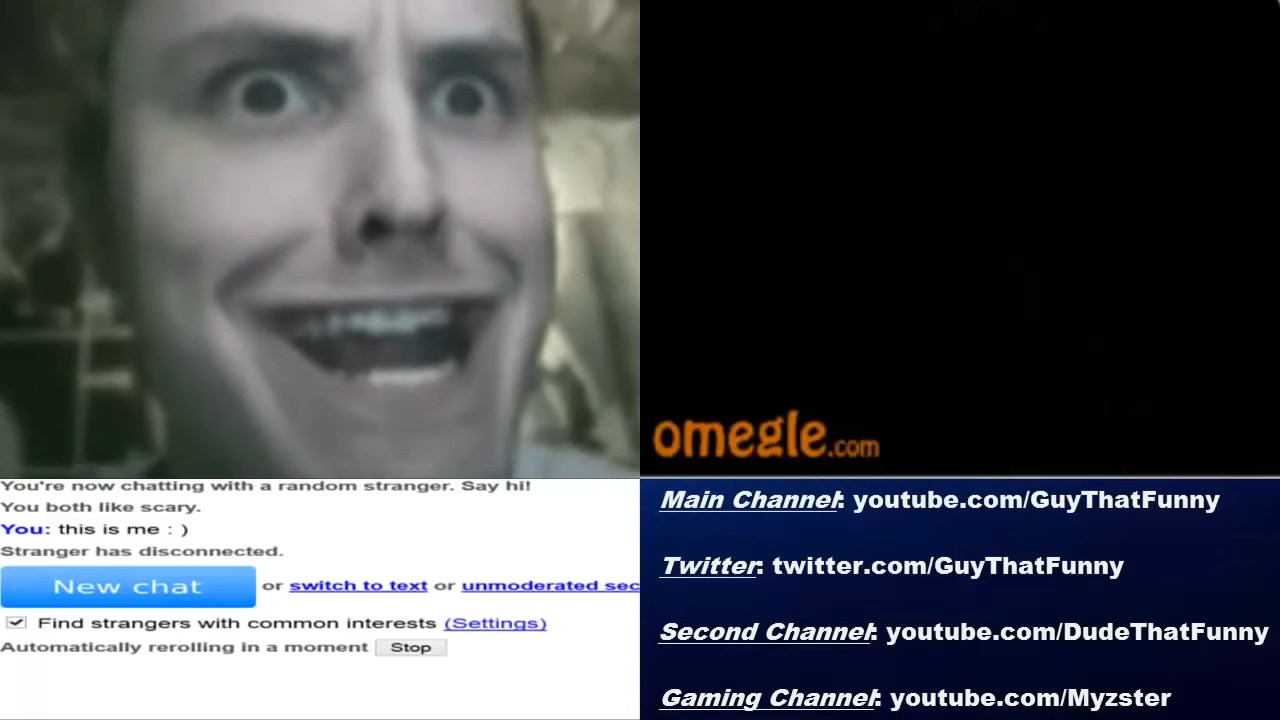 omegle.com
You're now chatting with a random stranger. Say hi!
You both like scary.
You: this is me : )
Stranger has disconnected.
New chat or switch to text or unmoderated sec
Find strangers with common interests (Settings)
Automatically rerolling in a moment Stop
Main Channel: youtube.com/GuyThatFunny
Twitter: twitter.com/GuyThatFunny
Second Channel: youtube.com/DudeThatFunny
Gaming Channel: youtube.com/Myzster